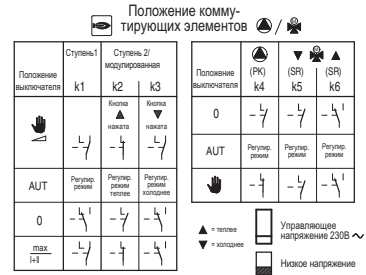 Положение комму-
тирующих элементов /
Положение
выключателя
Ступень1
k1
Ступень 2/
модулированная
k2
k3
Кнопка
▲
нажата
Кнопка
▼
нажата
AUT
Регулир.
режим
Регулир.
режим
теплее
Регулир.
режим
холоднее
0
max
I+II
Положение
выключателя
(PK)
k4
▼ ▲
(SR)
k5
(SR)
k6
0
AUT
Регулир.
режим
Регулир.
режим
Регулир.
режим
▲ = теплее
▼ = холоднее
Управляющее
напряжение 230В ~
Низкое напряжение